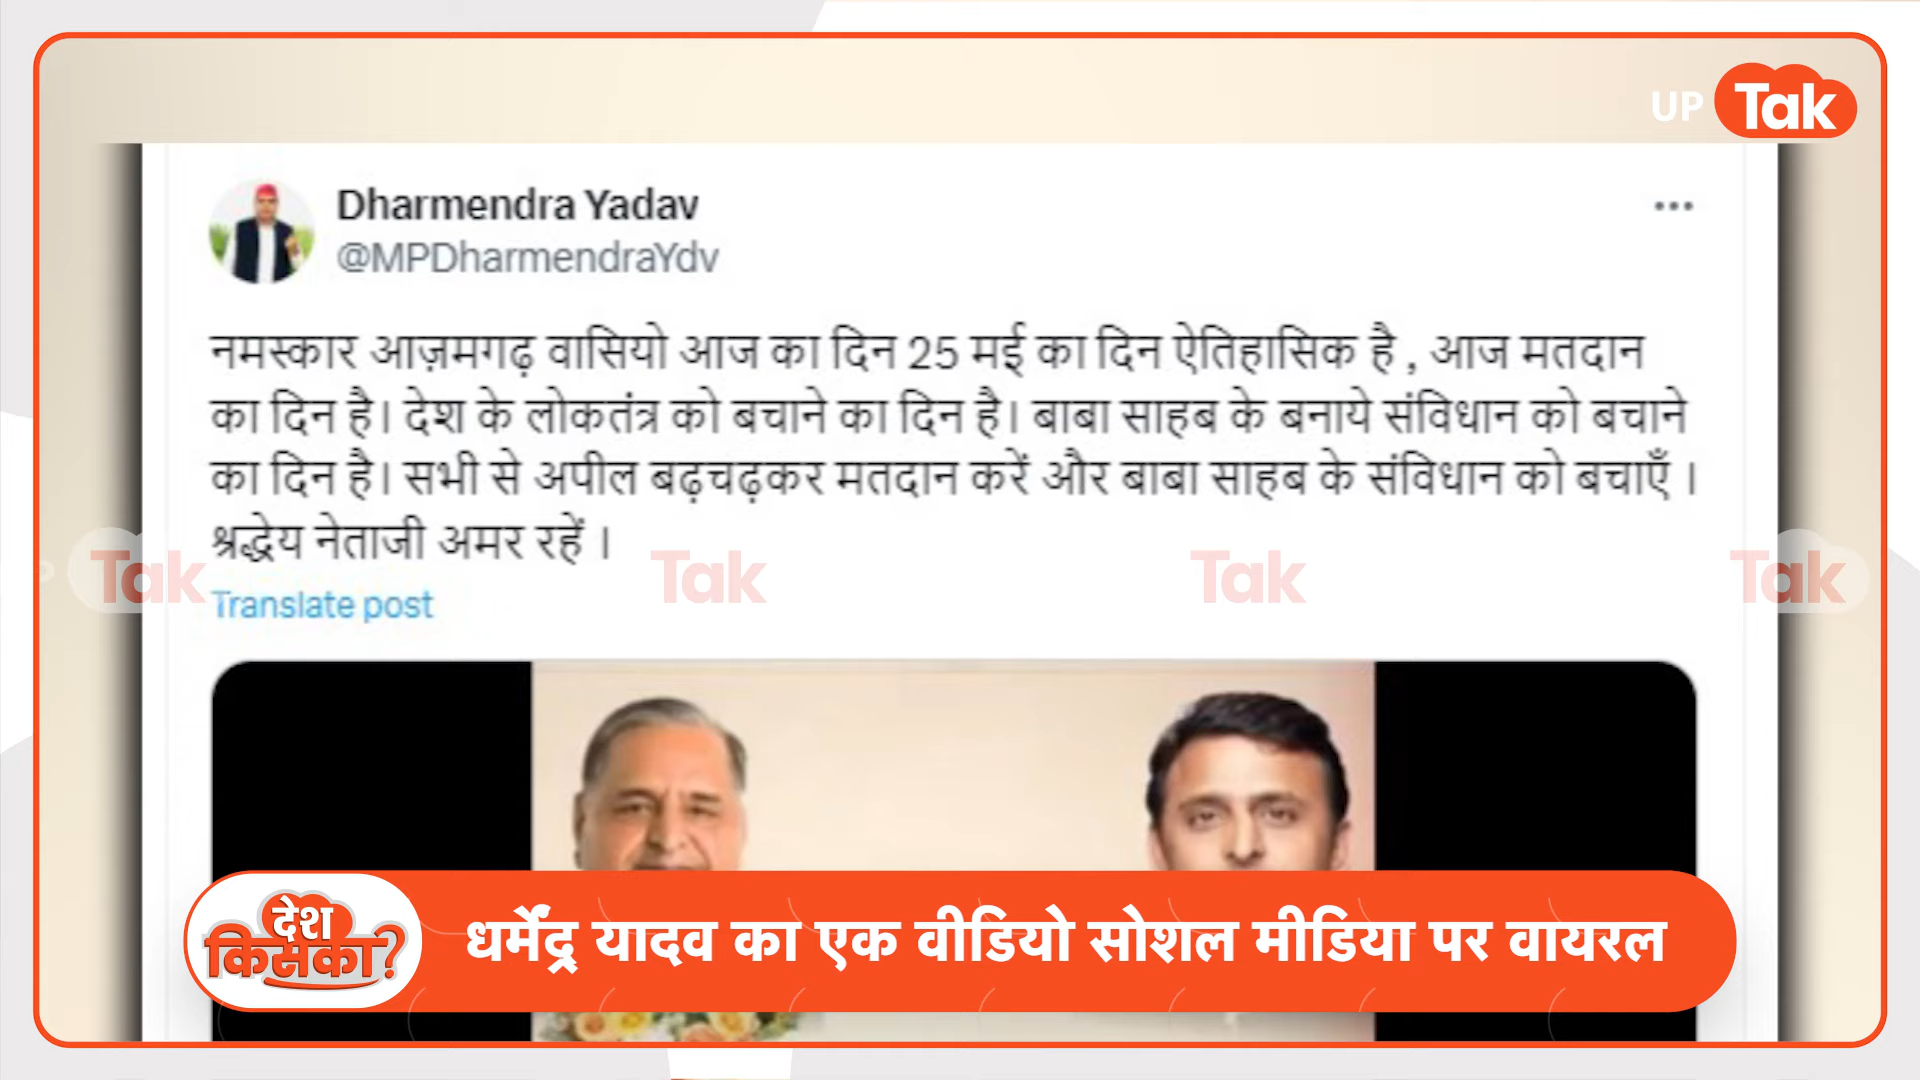 UP Tak
Dharmendra Yadav
@MPDharmendraYdv
नमस्कार आज़मगढ़ वासियो आज का दिन 25 मई का दिन ऐतिहासिक है , आज मतदान
का दिन है। देश के लोकतंत्र को बचाने का दिन है। बाबा साहब के बनाये संविधान को बचाने
का दिन है। सभी से अपील बढ़चढ़कर मतदान करें और बाबा साहब के संविधान को बचाएँ ।
श्रद्धेय नेताजी अमर रहें ।
Tak Tak Tak Tak
Translate post
देश
किसका?
धर्मेंद्र यादव का एक वीडियो सोशल मीडिया पर वायरल